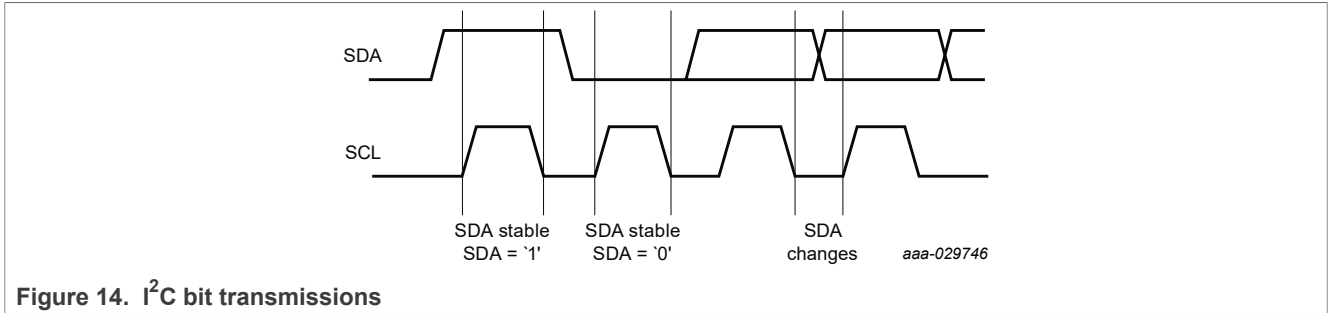 SDA
SCL
SDA stable
SDA = `1'
SDA stable
SDA = `0'
SDA
changes
aaa-029746
Figure 14. I²C bit transmissions